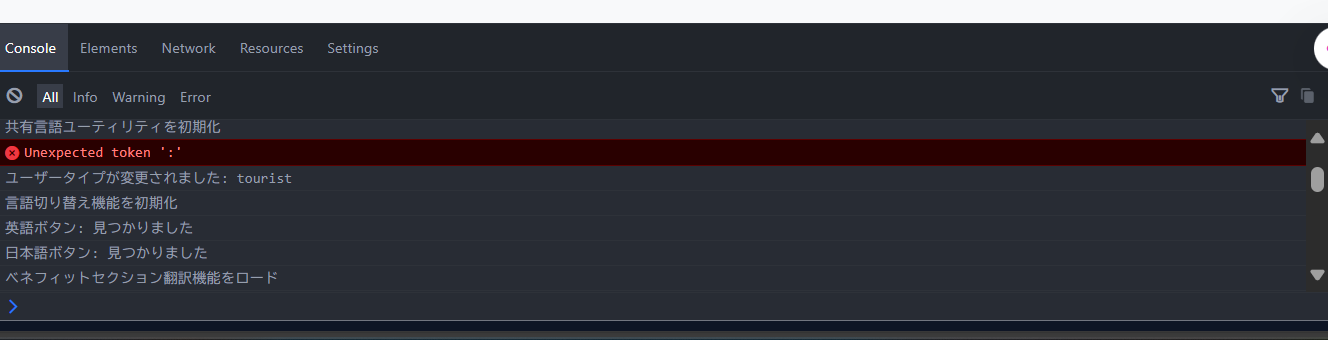 Console Elements Network Resources Settings
All Info Warning Error
共有言語ユーティリティを初期化
Unexpected token ':'
ユーザータイプが変更されました: tourist
言語切り替え機能を初期化
英語ボタン: 見つかりました
日本語ボタン: 見つかりました
ベネフィットセクション翻訳機能をロード